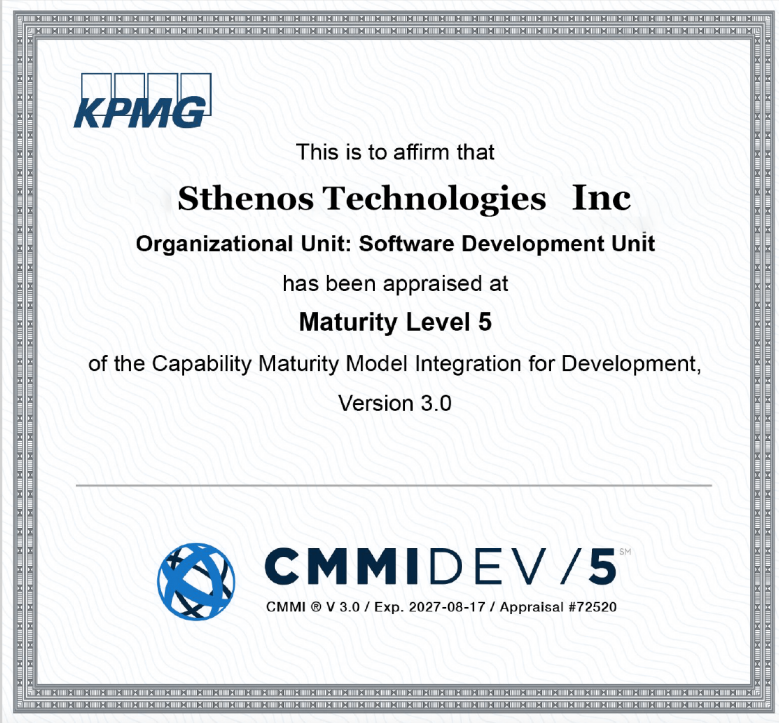 KPMG
This is to affirm that
Sthenos Technologies Inc
Organizational Unit: Software Development Unit
has been appraised at
Maturity Level 5
of the Capability Maturity Model Integration for Development,
Version 3.0
CMMIDEV/5 SM
CMMI ® V 3.0 / Exp. 2027-08-17 / Appraisal #72520